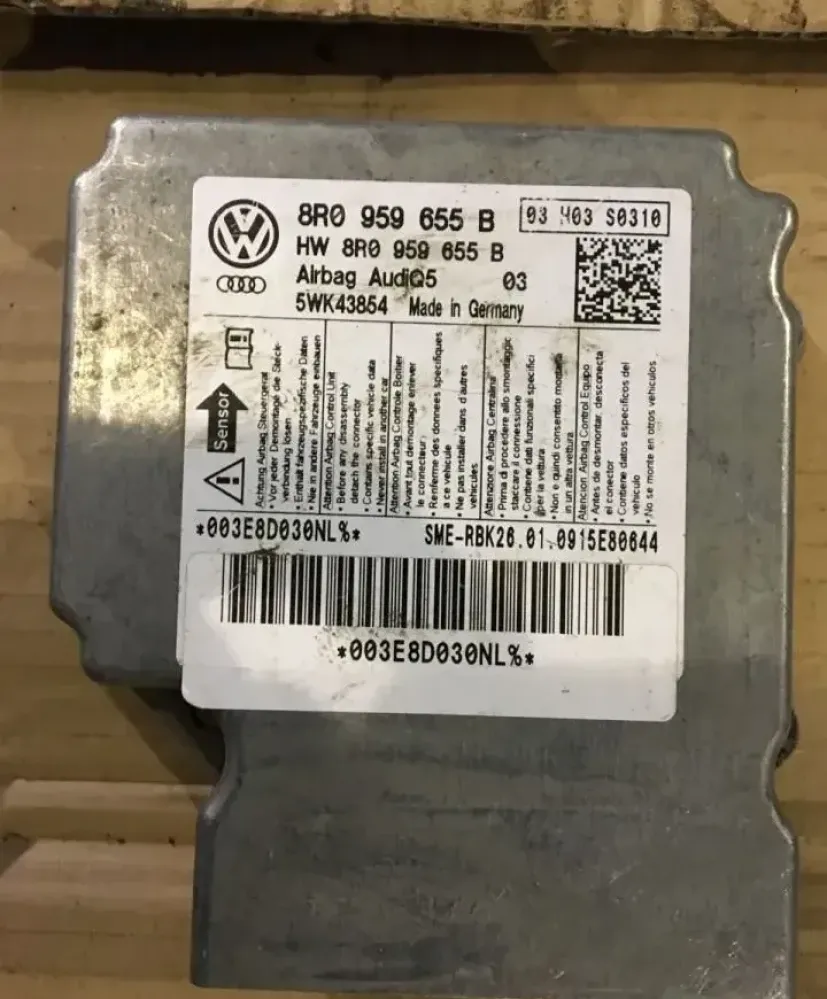 8R0 959 655 B
03 H03 S0310
HW 8R0 959 655 B
Airbag AudiQ5 03
5WK43854 Made in Germany
Sensor
Achtung Airbag Steuergerät
• Vor jeder Demontage die Steck-
verbindung lösen
• Enthält fahrzeugspezifische Daten
• Nie in andere Fahrzeuge einbauen
Attention Airbag Control Unit
• Before any disassembly
detach the connector
• Contains specific vehicle data
• Never install in another car
Attention Airbag Controle Boitier
• Avant tout demontage enlever
le connecteur
• Renferme des donnees specifiques
a ce vehicule
• Ne pas installer dans d'autres
vehicules
Attenzione Airbag Centralina
• Prima di procedere allo smontaggio
staccare il connessione
• Contiene dati funzionali specifici
per la vettura
• Non e quindi consentito montarla
in un altra vettura
Atencion Airbag Control Equipo
• Antes de desmontar, desconecta
el conector
• Contiene datos especificos del
vehiculo
• No se monte en otros vehiculos
*003E8D030NL%*
SME-RBK26.01.0915E80644
*003E8D030NL%*